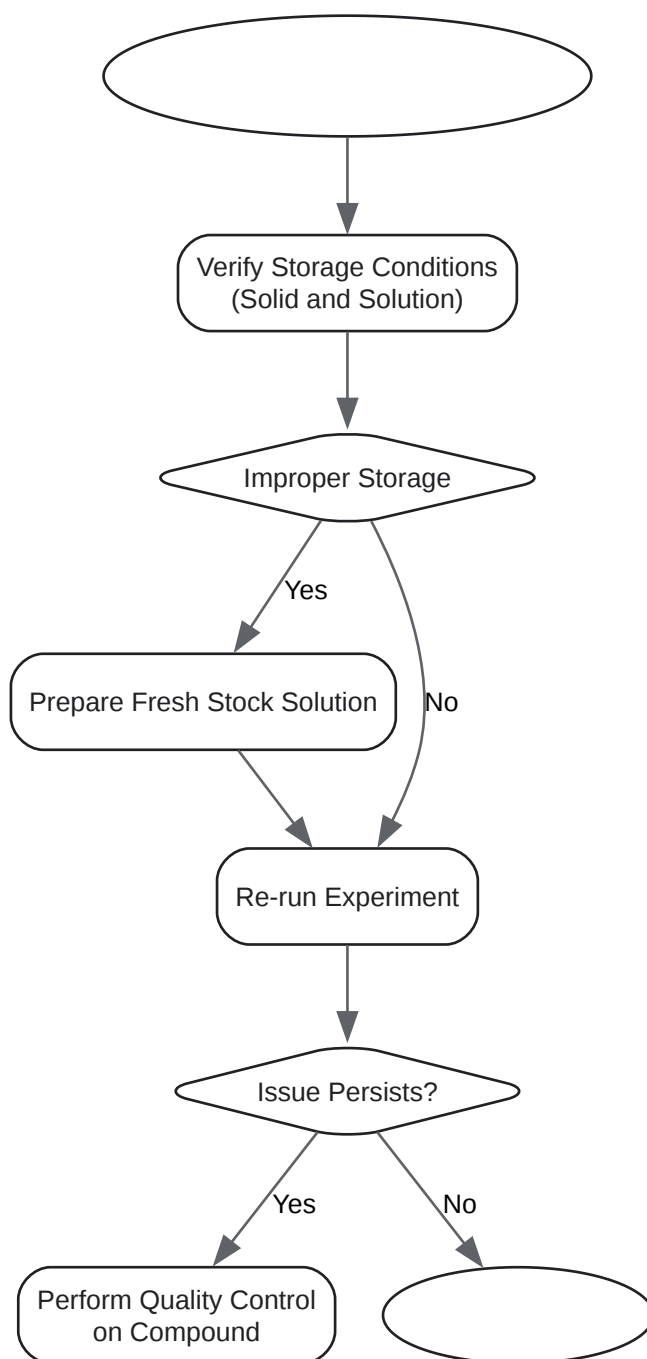 Verify Storage Conditions
(Solid and Solution)
Improper Storage
Yes
Prepare Fresh Stock Solution
No
Re-run Experiment
Issue Persists?
Yes
No
Perform Quality Control
on Compound